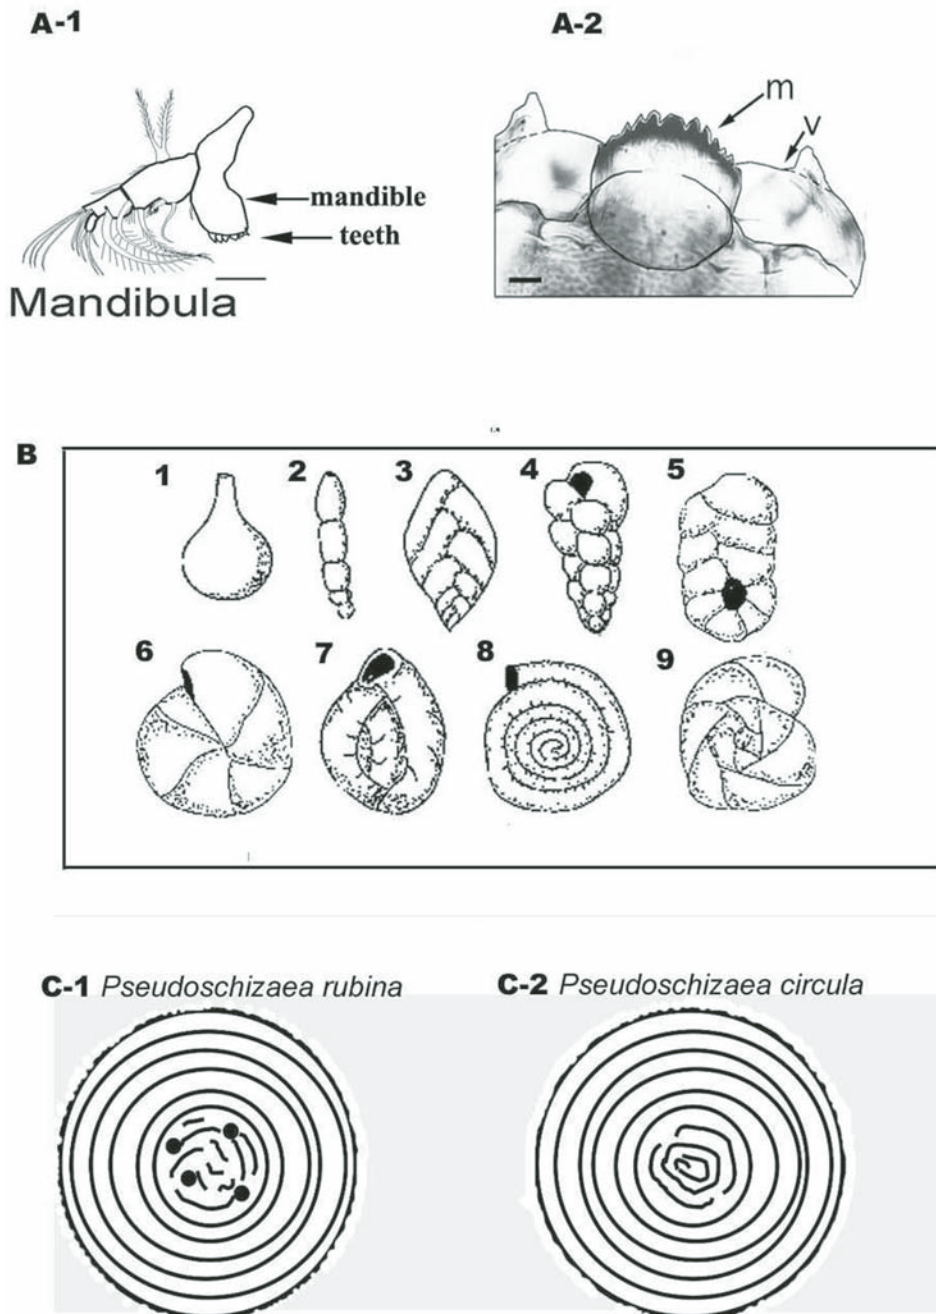 A-1
A-2
m
v
mandible
teeth
Mandibula
B
1
2
3
4
5
6
7
8
9
C-1 Pseudoschizaea rubina
C-2 Pseudoschizaea circula